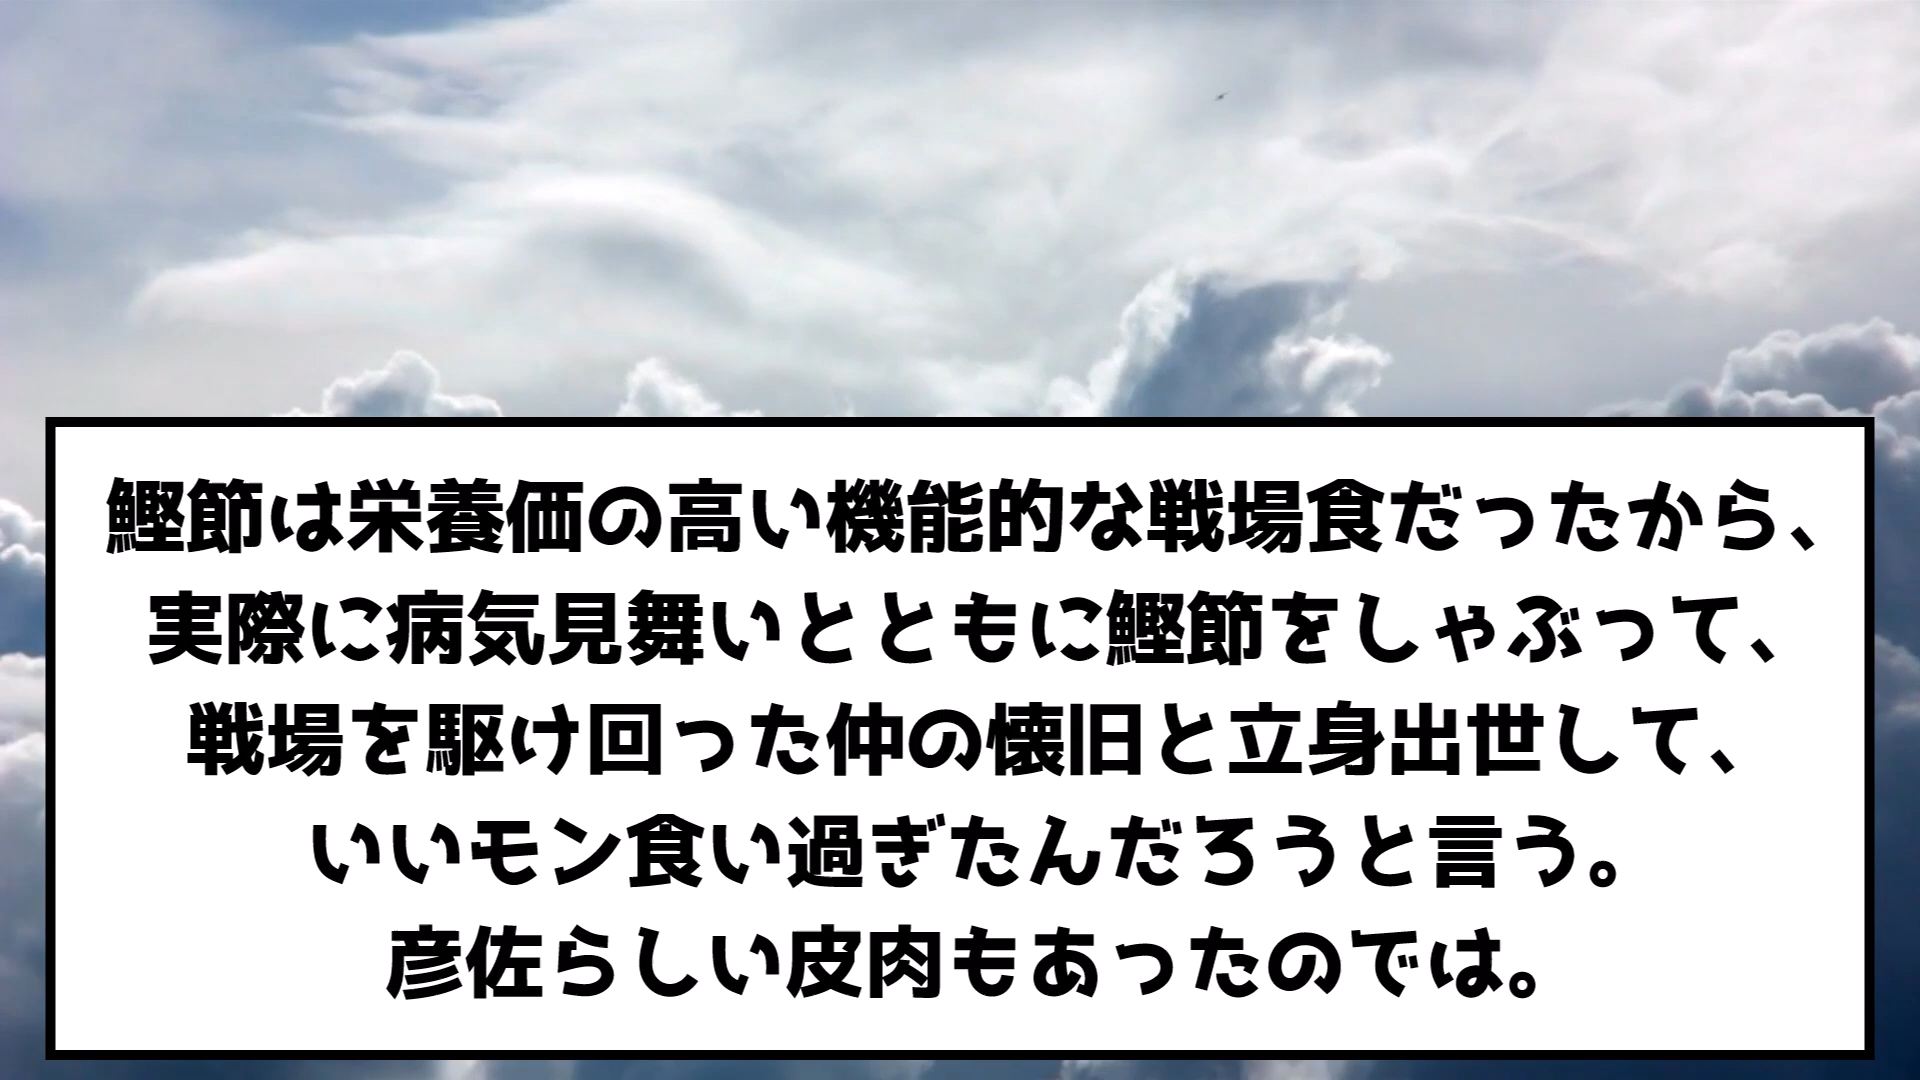 鰹節は栄養価の高い機能的な戦場食だったから、
実際に病気見舞いとともに鰹節をしゃぶって、
戦場を駆け回った仲の懐旧と立身出世して、
いいモン食い過ぎたんだろうと言う。
彦佐らしい皮肉もあったのでは。